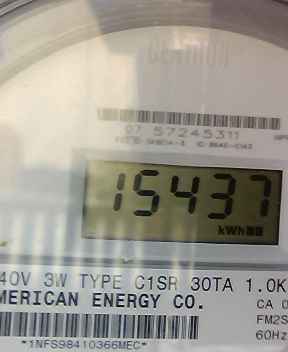 CENTRON®
07 57245311
15437
kWh
40V 3W TYPE C1SR 30TA 1.0K
MERICAN ENERGY CO.
CA 0
FM2S
60Hz
*1NFS98410366MEC*